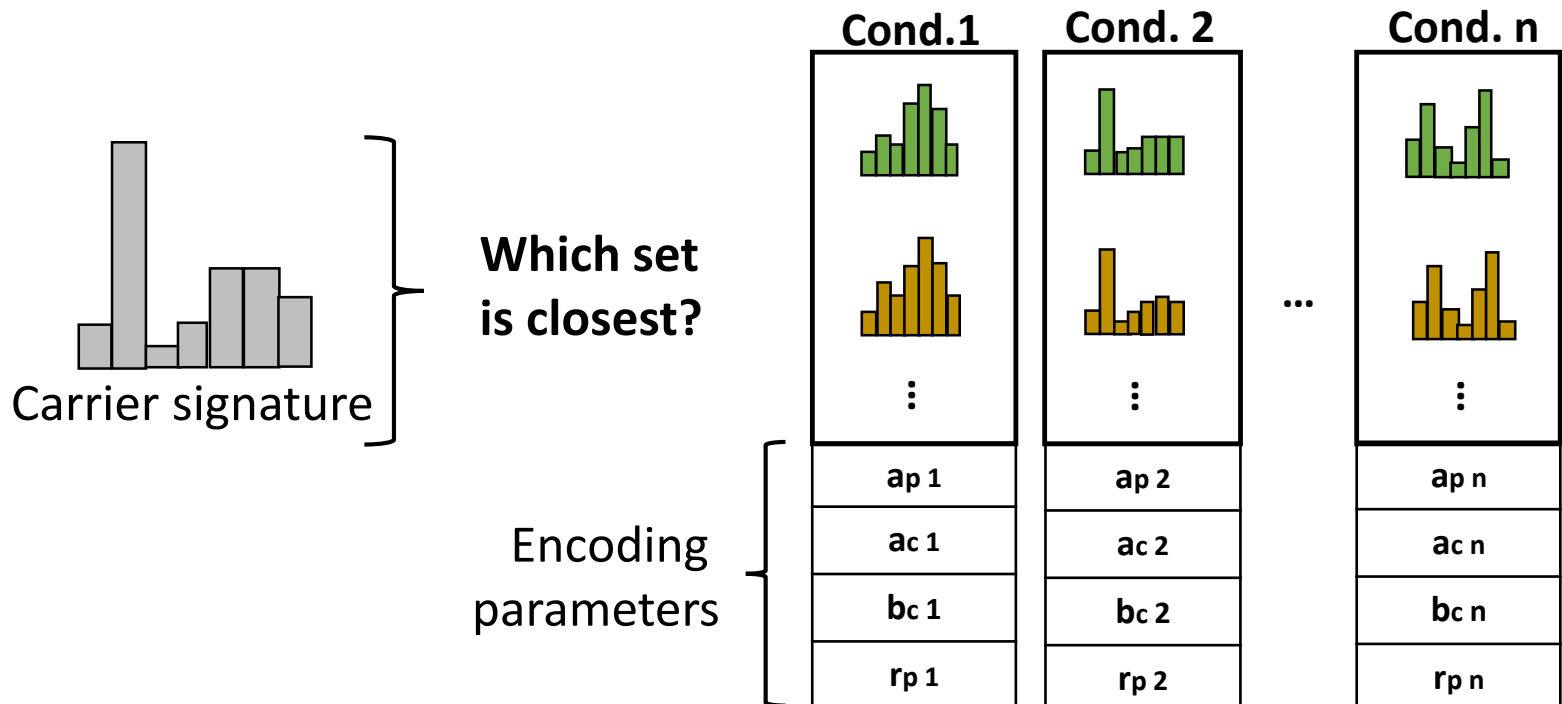 Cond.1
Cond. 2
Cond. n
Which set
is closest?
...
Carrier signature
⋮
⋮
⋮
Encoding
parameters
ap 1
ap 2
ap n
ac 1
ac 2
ac n
bc 1
bc 2
bc n
rp 1
rp 2
rp n